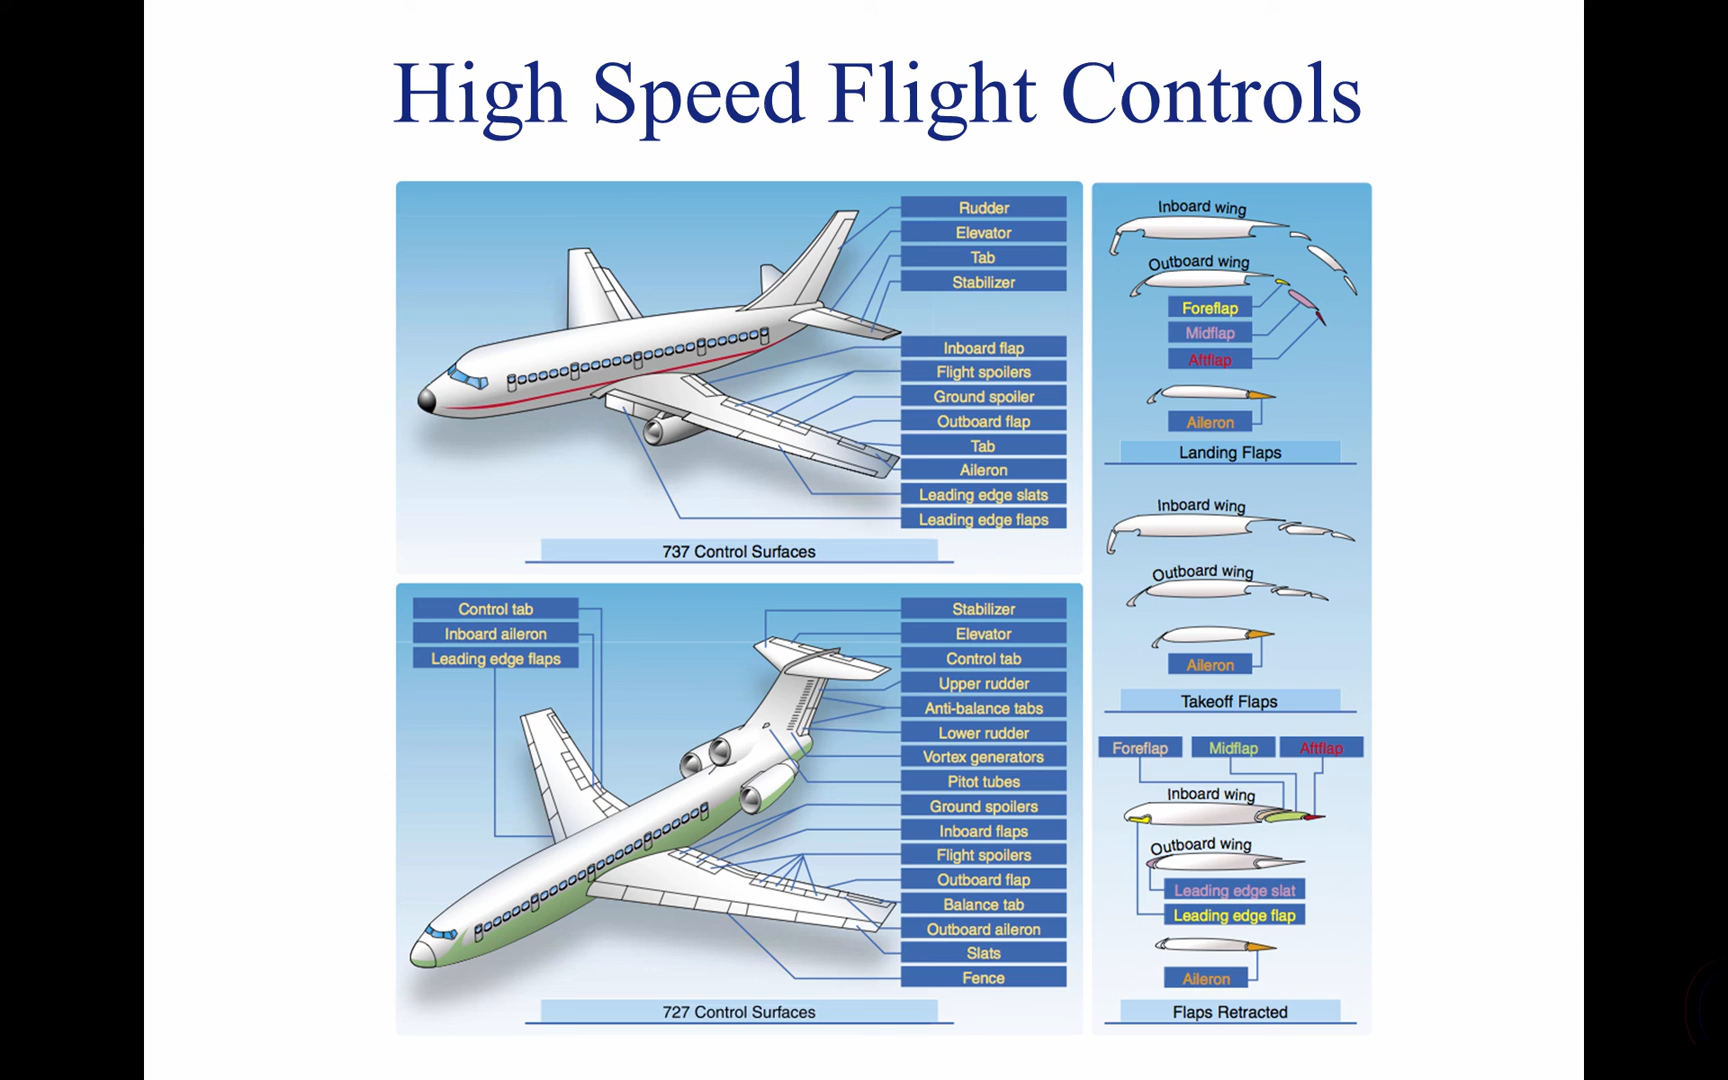 High Speed Flight Controls
Rudder
Elevator
Tab
Stabilizer
Inboard flap
Flight spoilers
Ground spoiler
Outboard flap
Tab
Aileron
Leading edge slats
Leading edge flaps
737 Control Surfaces
Control tab
Inboard aileron
Leading edge flaps
Stabilizer
Elevator
Control tab
Upper rudder
Anti-balance tabs
Lower rudder
Vortex generators
Pitot tubes
Ground spoilers
Inboard flaps
Flight spoilers
Outboard flap
Balance tab
Outboard aileron
Slats
Fence
727 Control Surfaces
Inboard wing
Outboard wing
Foreflap
Midflap
Aftflap
Aileron
Landing Flaps
Inboard wing
Outboard wing
Aileron
Takeoff Flaps
Foreflap
Midflap
Aftflap
Inboard wing
Outboard wing
Leading edge slat
Leading edge flap
Aileron
Flaps Retracted